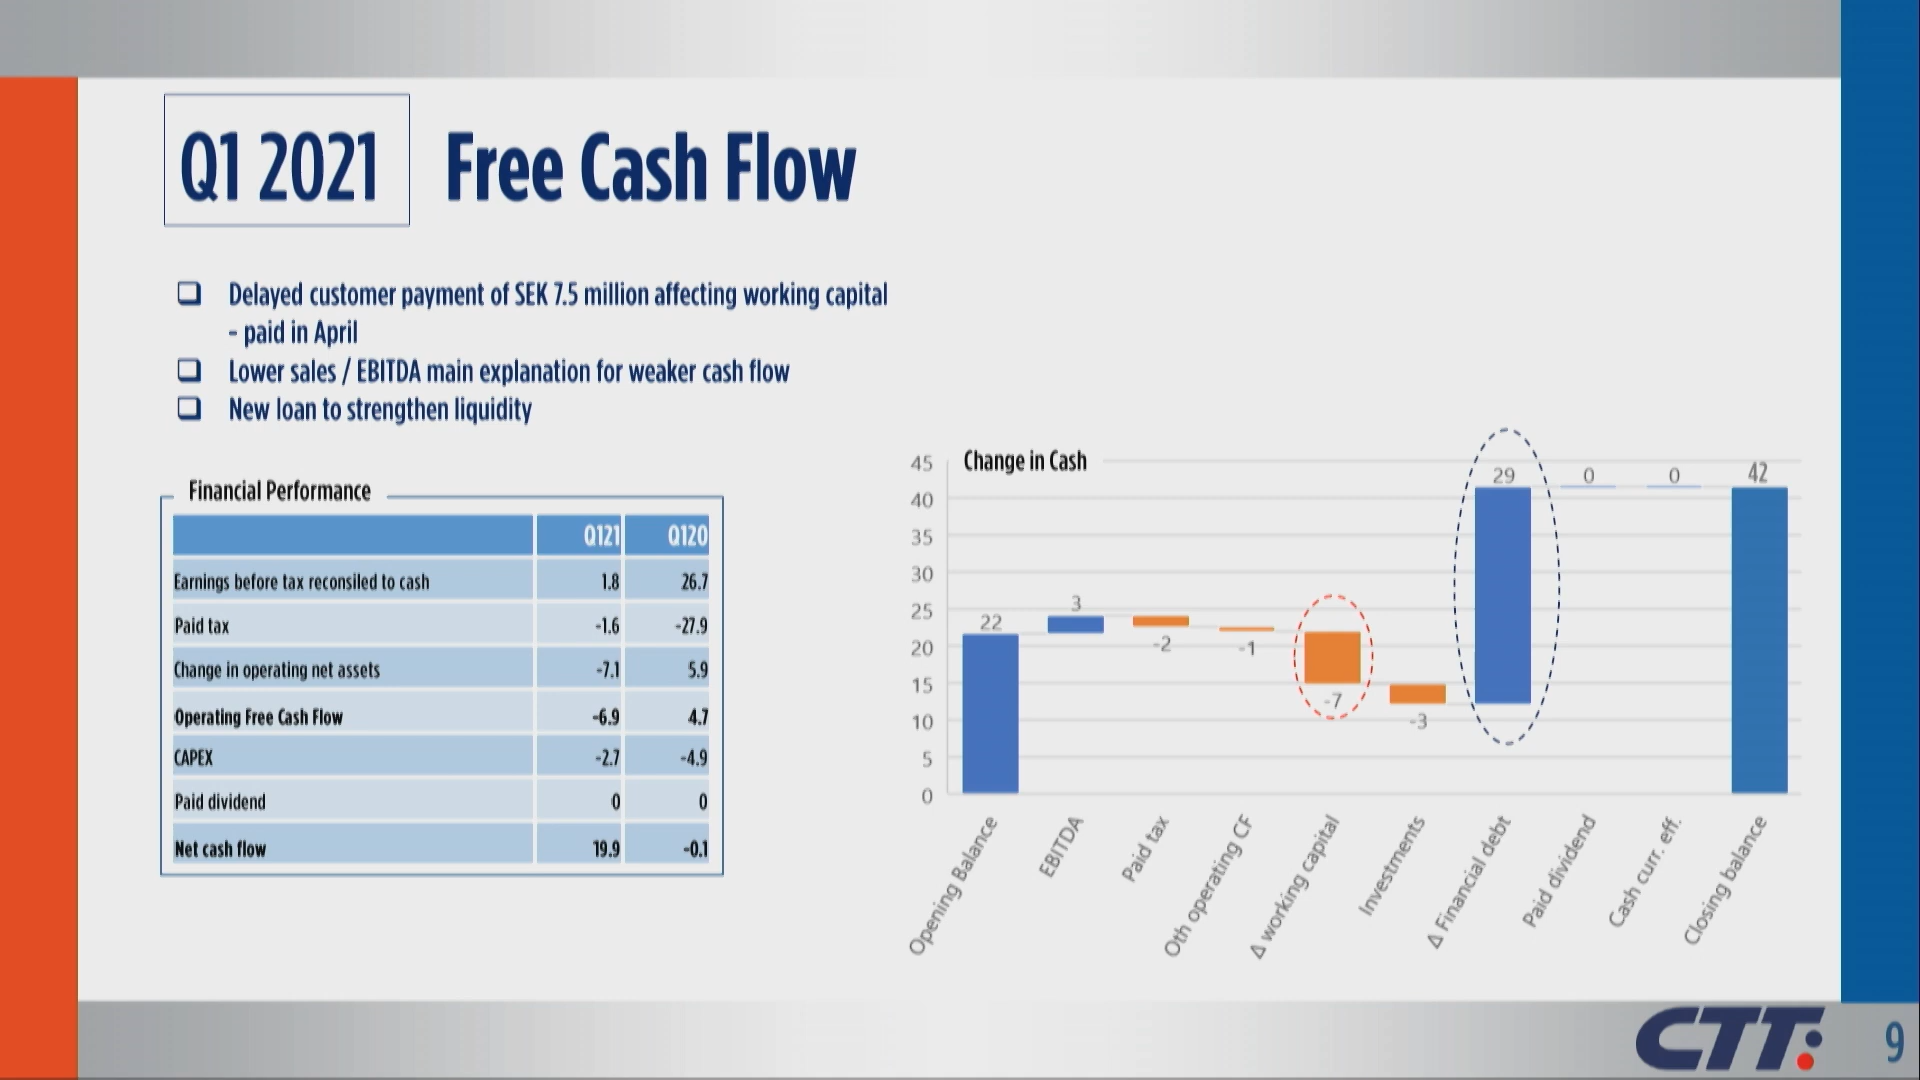 Q1 2021 Free Cash Flow
❑ Delayed customer payment of SEK 7.5 million affecting working capital
– paid in April
❑ Lower sales / EBITDA main explanation for weaker cash flow
❑ New loan to strengthen liquidity
Financial Performance
Q121 Q120
Earnings before tax reconsiled to cash 1.8 26.7
Paid tax -1.6 -27.9
Change in operating net assets -7.1 5.9
Operating Free Cash Flow -6.9 4.7
CAPEX -2.7 -4.9
Paid dividend 0 0
Net cash flow 19.9 -0.1
Change in Cash
45
40
35
30
25
20
15
10
5
0
22
3
-2
-1
-7
-3
29
0
0
42
Opening Balance
EBITDA
Paid tax
Oth operating CF
Δ working capital
Investments
Δ Financial debt
Paid dividend
Cash curr. eff.
Closing balance
CTT
9